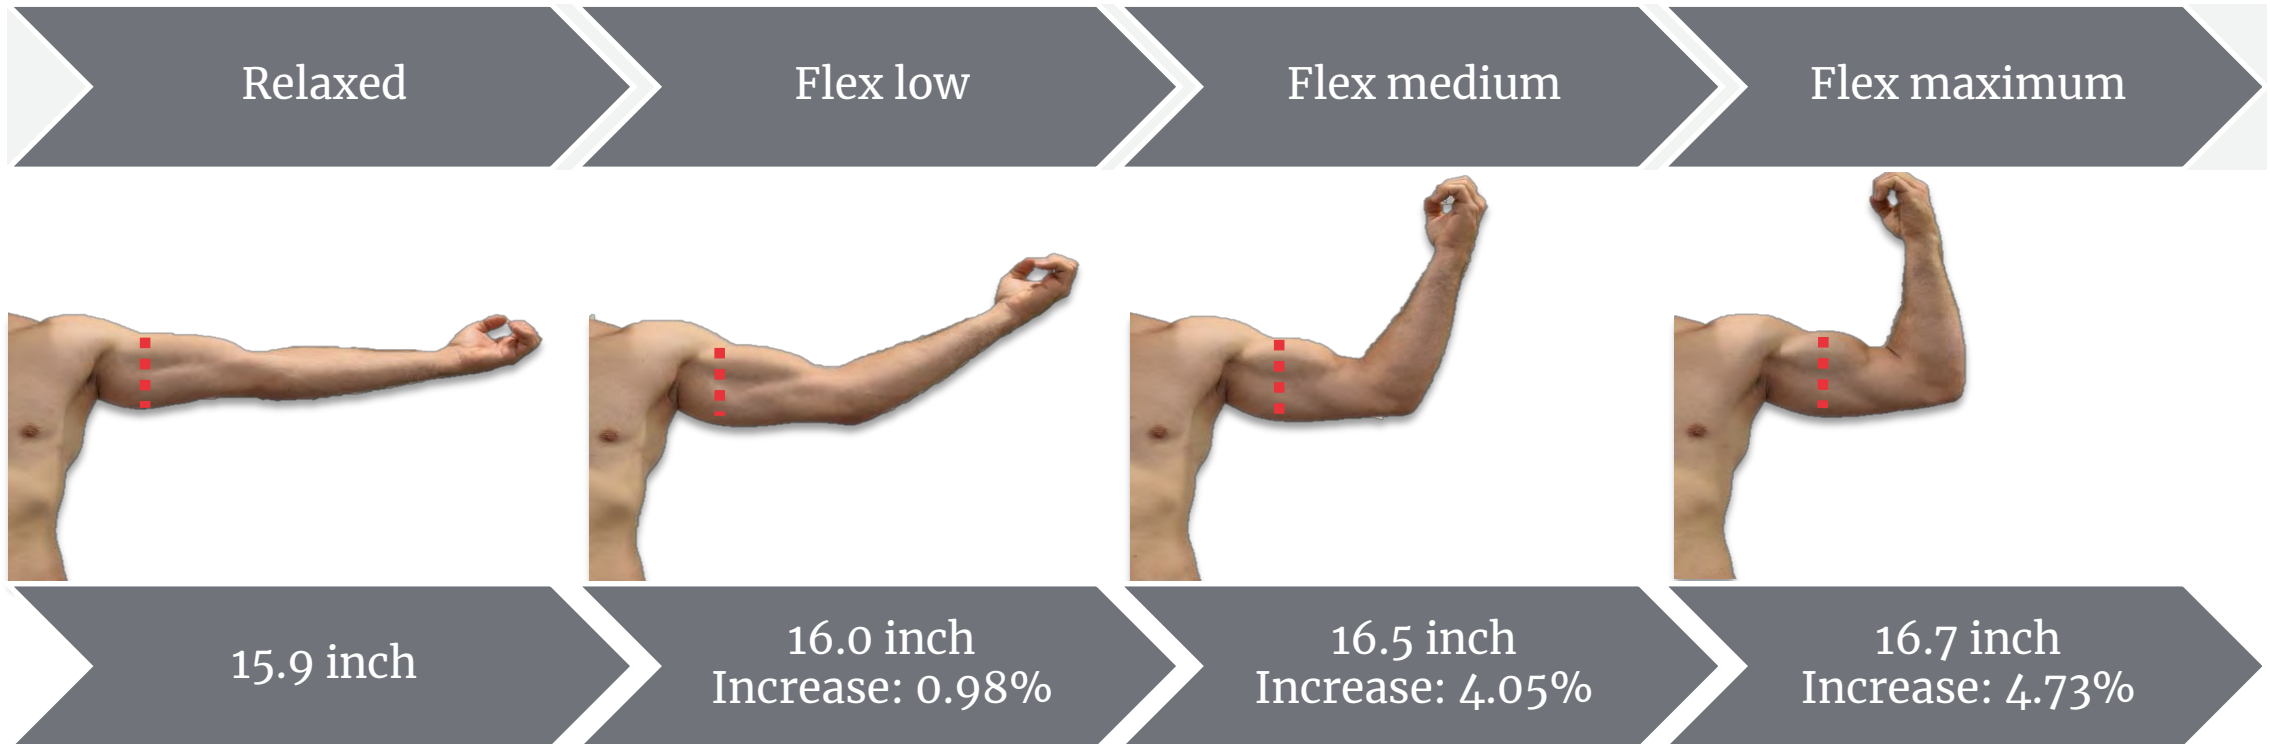 Relaxed
Flex low
Flex medium
Flex maximum
15.9 inch
16.0 inch
Increase: 0.98%
16.5 inch
Increase: 4.05%
16.7 inch
Increase: 4.73%